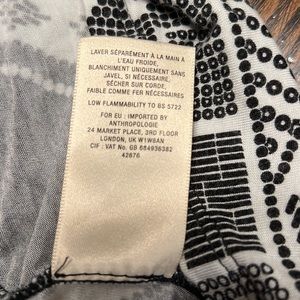 LAVER SÉPARÉMENT À LA MAIN A
L'EAU FROIDE,
BLANCHIMENT UNIQUEMENT SANS
JAVEL, SI NÉCESSAIRE,
SÉCHER SUR CORDE,
FAIBLE COMME FER NÉCESSAIRES
LOW FLAMMABILITY TO BS 5722
FOR EU : IMPORTED BY
ANTHROPOLOGIE
24 MARKET PLACE, 3RD FLOOR
LONDON, UK W1W8AN
CIF : VAT No. GB 684936382
42676